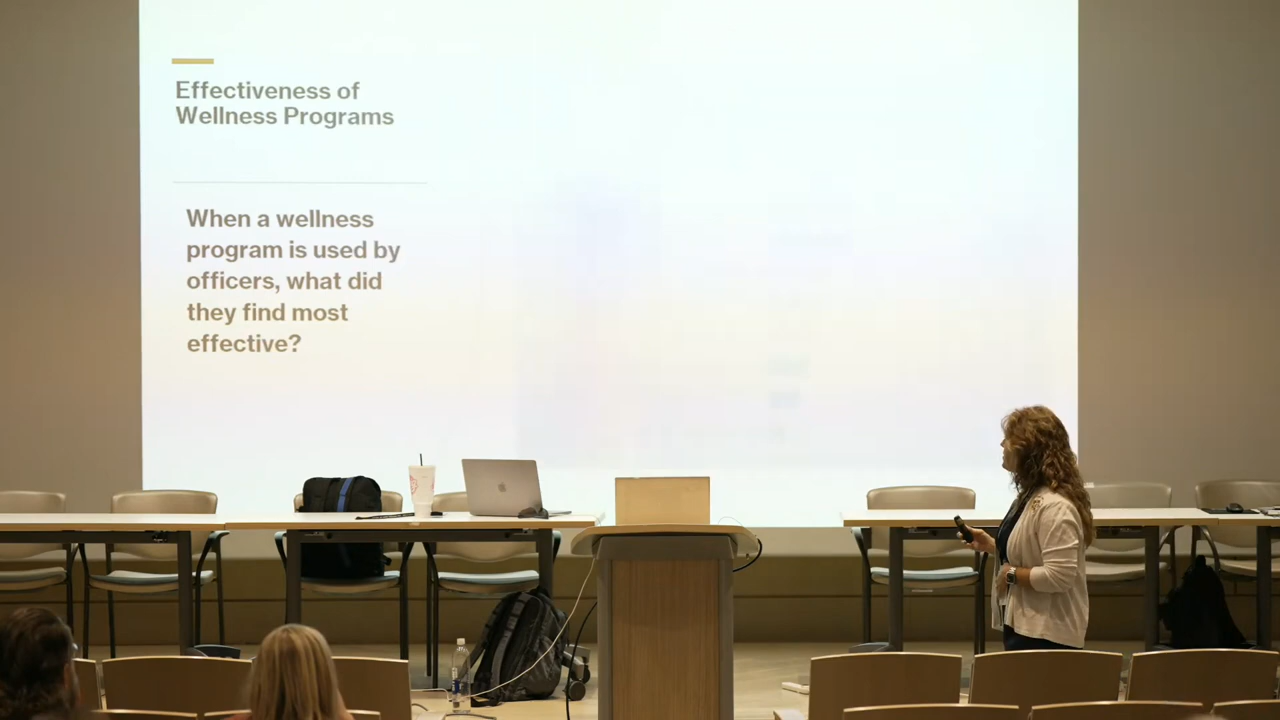 Effectiveness of
Wellness Programs
When a wellness
program is used by
officers, what did
they find most
effective?